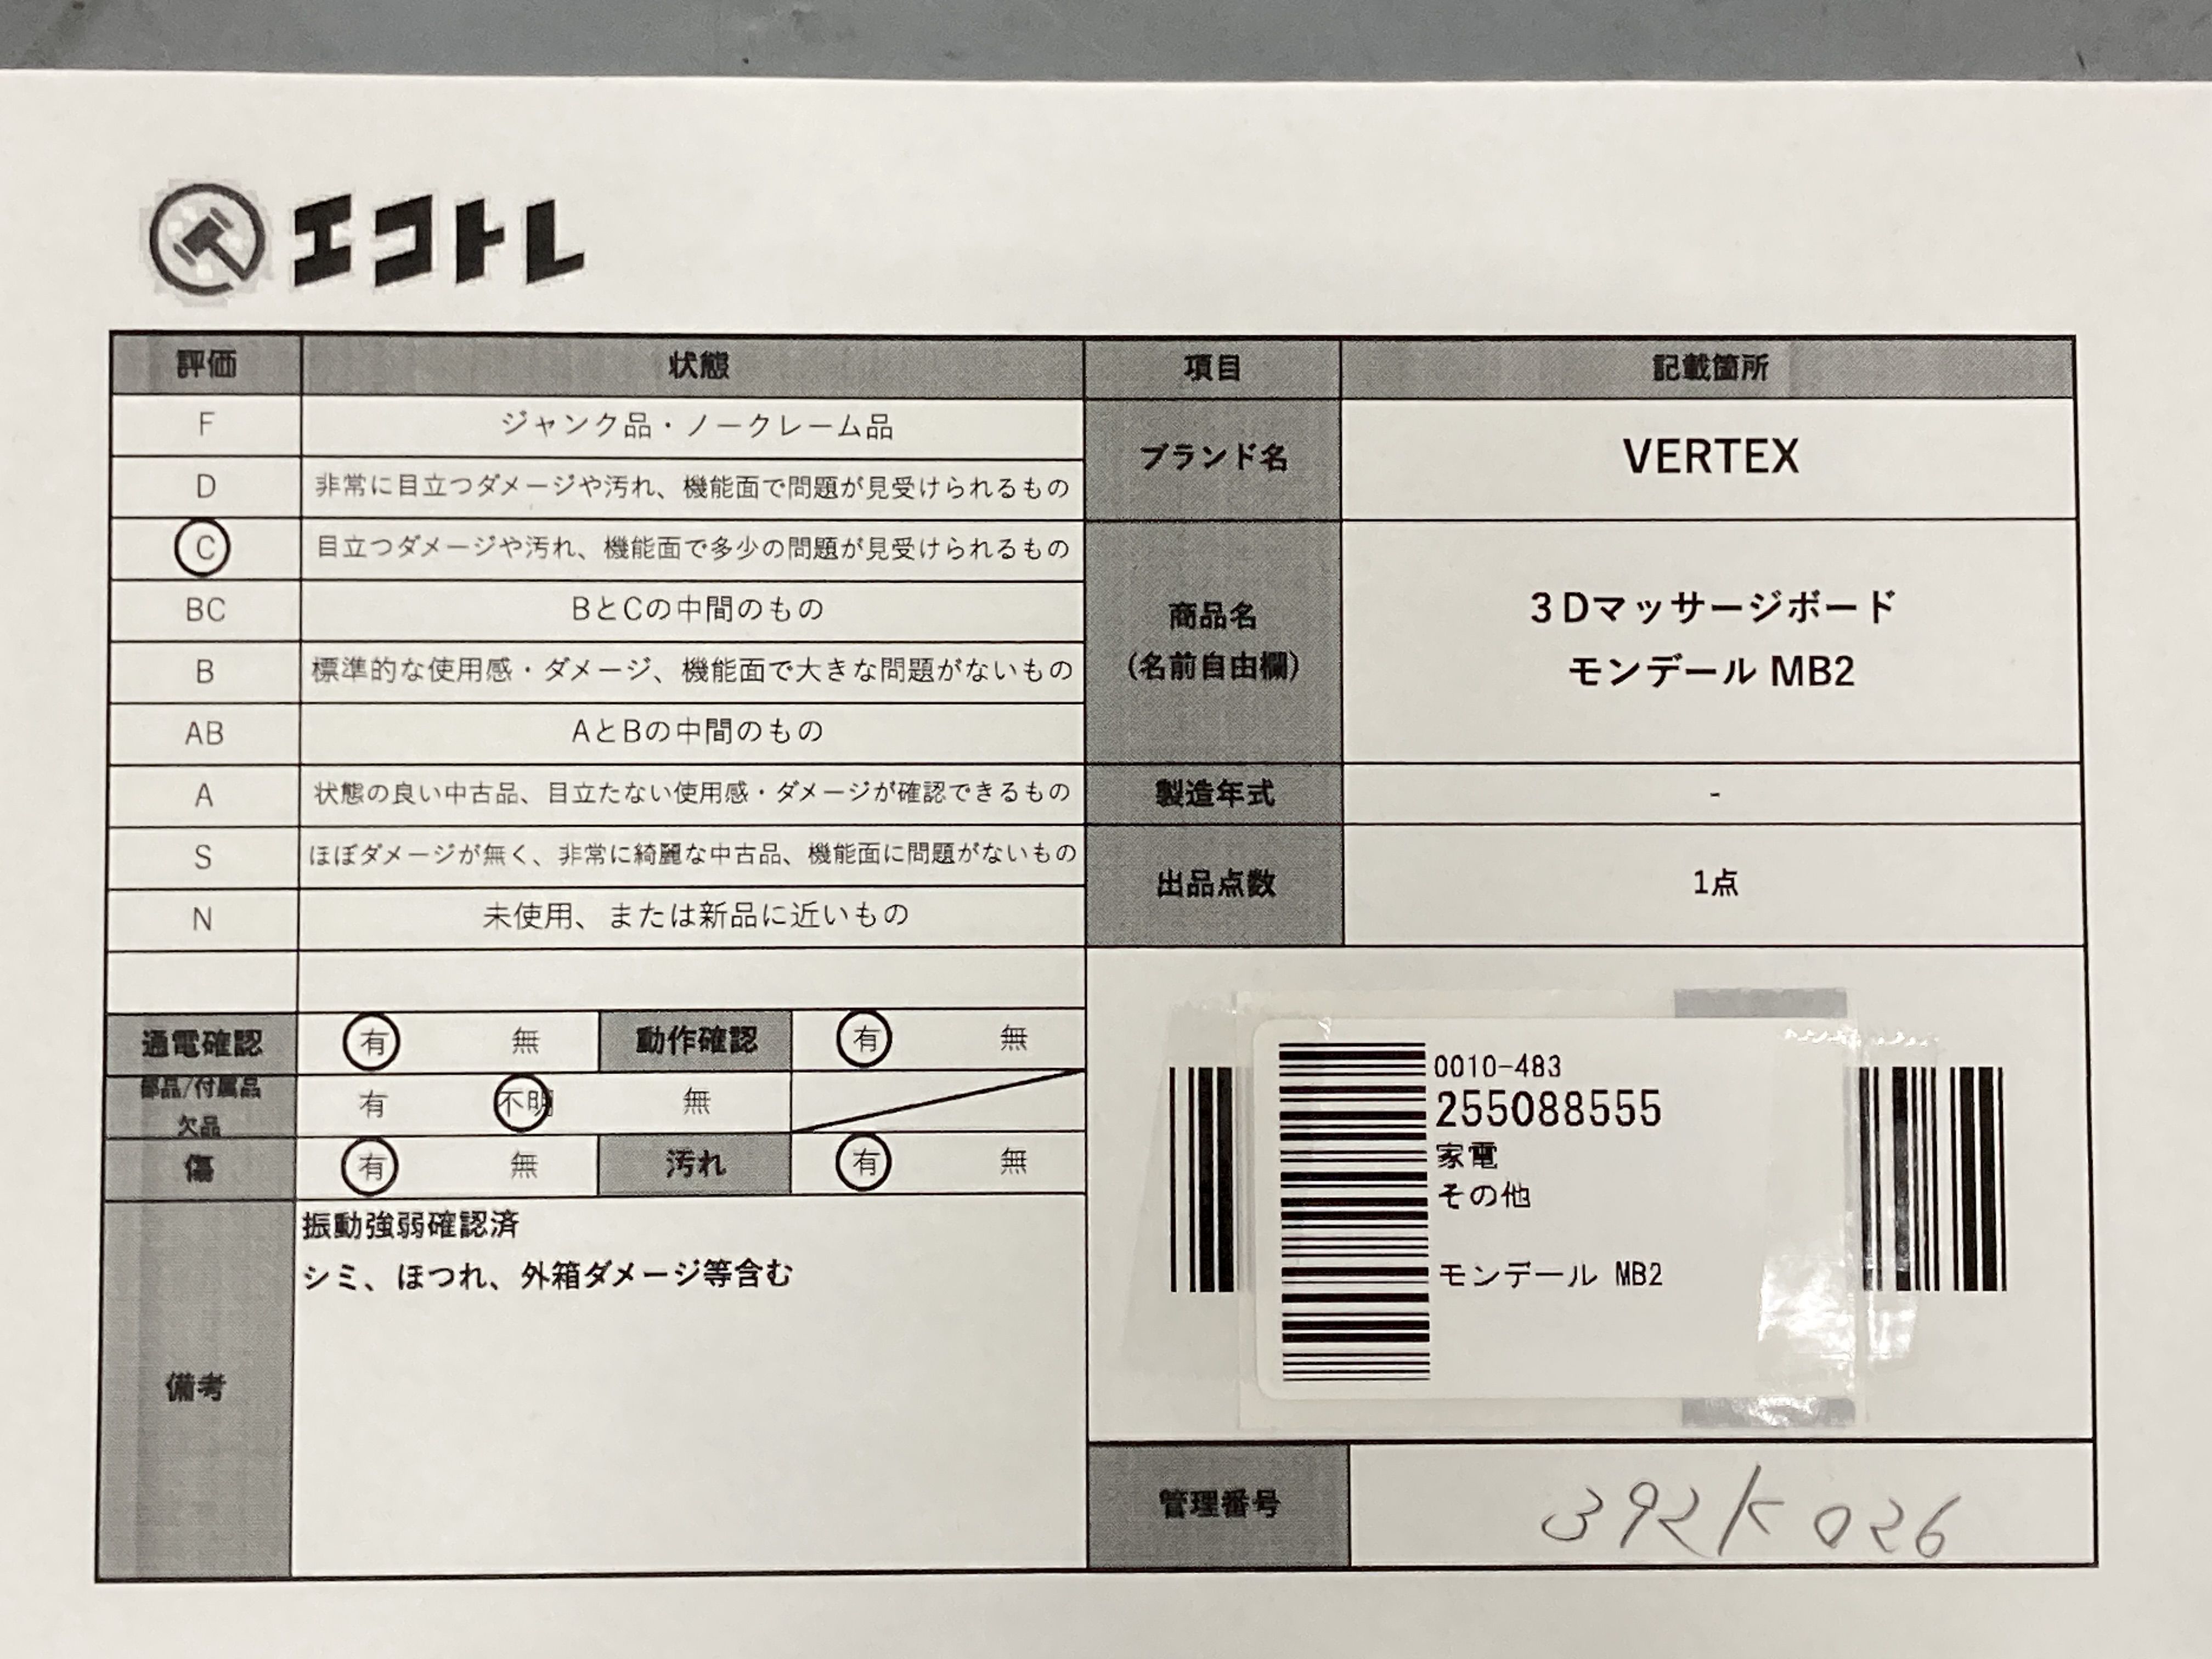 エコトレ
評価 状態 項目 記載箇所
F ジャンク品・ノークレーム品
D 非常に目立つダメージや汚れ、機能面で問題が見受けられるもの
C 目立つダメージや汚れ、機能面で多少の問題が見受けられるもの
BC BとCの中間のもの
B 標準的な使用感・ダメージ、機能面で大きな問題がないもの
AB AとBの中間のもの
A 状態の良い中古品、目立たない使用感・ダメージが確認できるもの
S ほぼダメージが無く、非常に綺麗な中古品、機能面に問題がないもの
N 未使用、または新品に近いもの
通電確認 有 無 動作確認 有 無
部品/付属品
欠品 有 不明 無
傷 有 無 汚れ 有 無
備考
振動強弱確認済
シミ、ほつれ、外箱ダメージ等含む
ブランド名 VERTEX
商品名
(名前自由欄)
３Dマッサージボード
モンデール MB2
製造年式 -
出品点数 1点
0010-483
255088555
家電
その他
モンデール MB2
管理番号 392K026